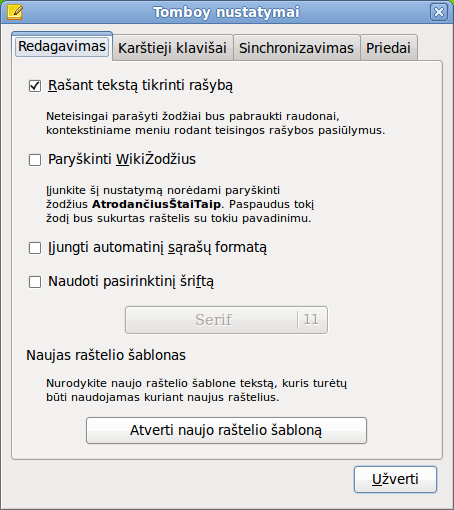 Tomboy nustatymai
Redagavimas
Karštieji klavišai
Sinchronizavimas
Priedai
Rašant tekstą tikrinti rašybą
Neteisingai parašyti žodžiai bus pabraukti raudonai,
kontekstiniame meniu rodant teisingos rašybos pasiūlymus.
Paryškinti WikiŽodžius
Įjunkite šį nustatymą norėdami paryškinti
žodžius AtrodančiusŠtaiTaip. Paspaudus tokį
žodį bus sukurtas raštelis su tokiu pavadinimu.
Įjungti automatinį sąrašų formatą
Naudoti pasirinktinį šriftą
Serif 11
Naujas raštelio šablonas
Nurodykite naujo raštelio šablone tekstą, kuris turėtų
būti naudojamas kuriant naujus raštelius.
Atverti naujo raštelio šabloną
Užverti